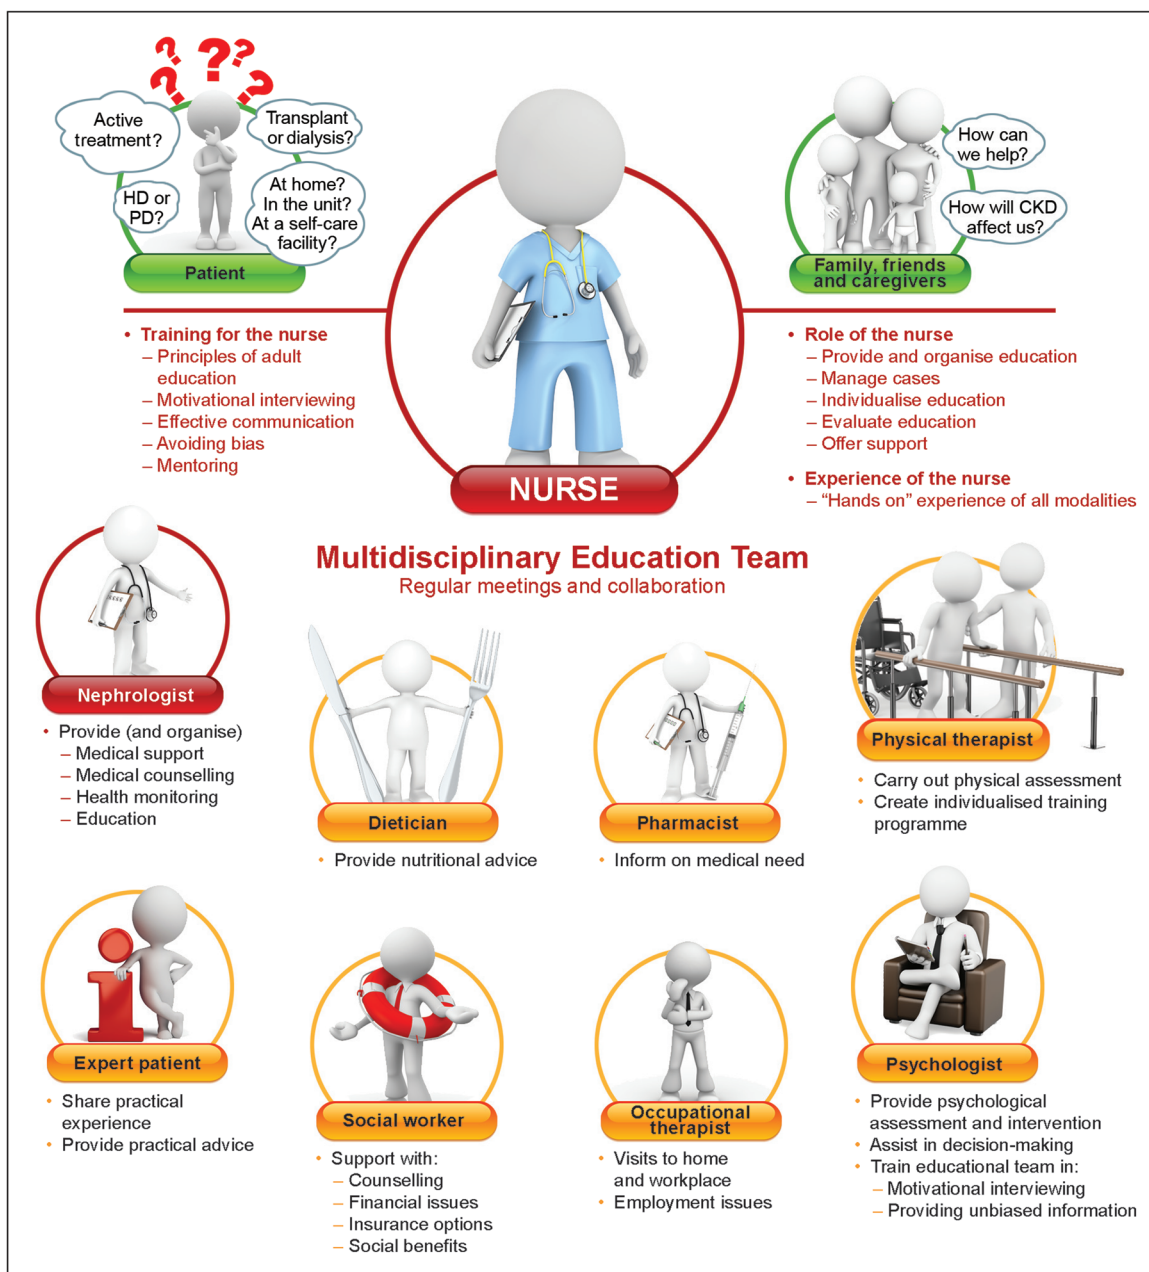 ?
?
?
?
?
Active
treatment?
Transplant
or dialysis?
HD or
PD?
At home?
In the unit?
At a self-care
facility?
Patient
How can
we help?
How will CKD
affect us?
Family, friends
and caregivers
• Training for the nurse
– Principles of adult
education
– Motivational interviewing
– Effective communication
– Avoiding bias
– Mentoring
NURSE
• Role of the nurse
– Provide and organise education
– Manage cases
– Individualise education
– Evaluate education
– Offer support
• Experience of the nurse
– “Hands on” experience of all modalities
Multidisciplinary Education Team
Regular meetings and collaboration
Nephrologist
• Provide (and organise)
– Medical support
– Medical counselling
– Health monitoring
– Education
Dietician
• Provide nutritional advice
Pharmacist
• Inform on medical need
Physical therapist
• Carry out physical assessment
• Create individualised training
programme
i
Expert patient
• Share practical
experience
• Provide practical advice
Social worker
• Support with:
– Counselling
– Financial issues
– Insurance options
– Social benefits
Occupational
therapist
• Visits to home
and workplace
• Employment issues
Psychologist
• Provide psychological
assessment and intervention
• Assist in decision-making
• Train educational team in:
– Motivational interviewing
– Providing unbiased information